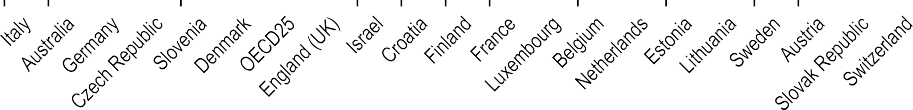 Italy
Australia
Germany
Czech Republic
Slovenia
Denmark
OECD25
England (UK)
Israel
Croatia
Finland
France
Luxembourg
Belgium
Netherlands
Estonia
Lithuania
Sweden
Austria
Slovak Republic
Switzerland